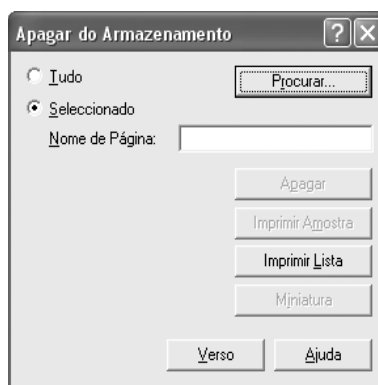 Apagar do Armazenamento
Tudo
Procurar...
Seleccionado
Nome de Página:
Apagar
Imprimir Amostra
Imprimir Lista
Miniatura
Verso
Ajuda